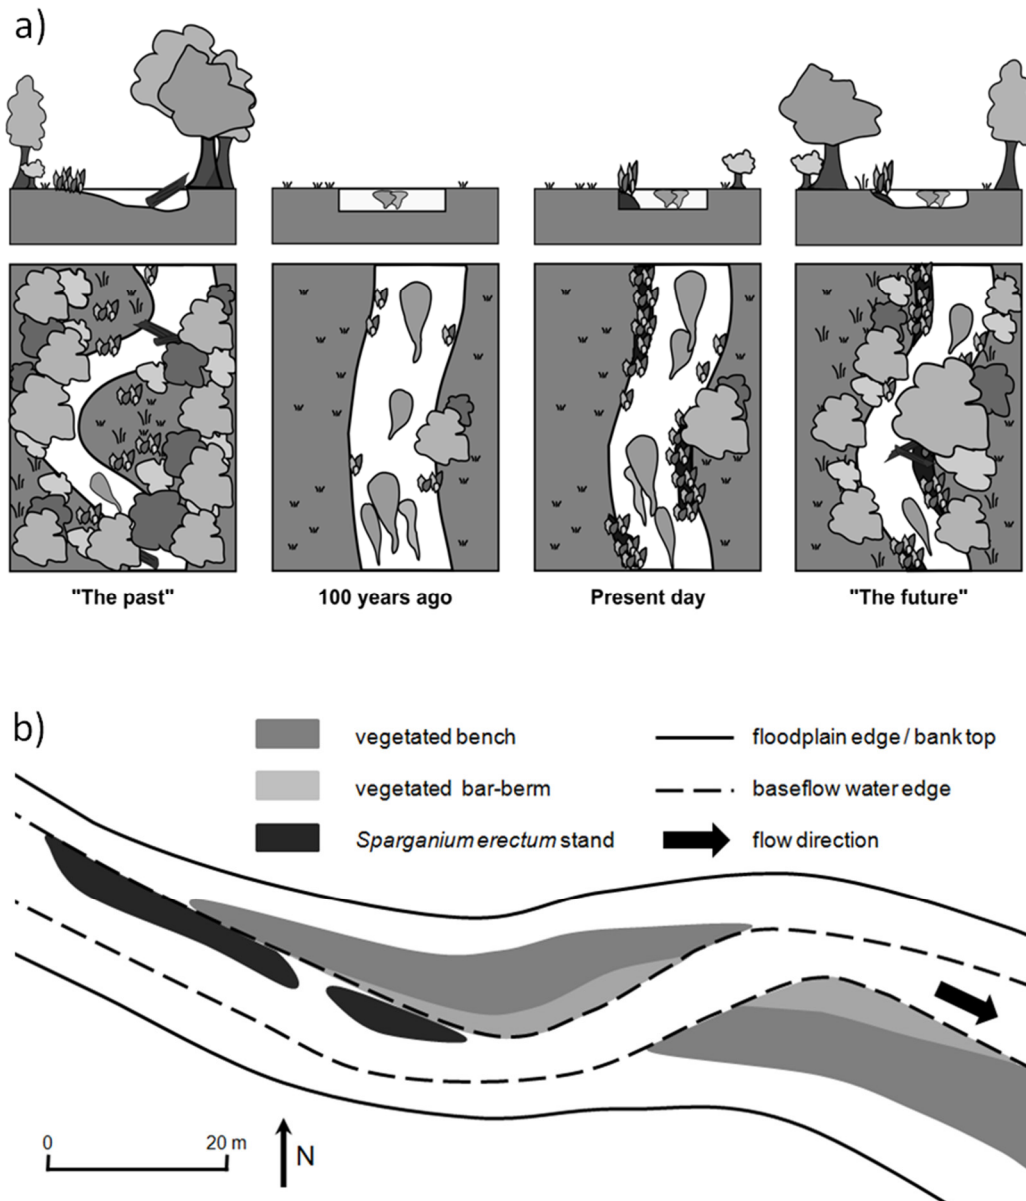 a)
"The past"
100 years ago
Present day
"The future"
b)
vegetated bench
floodplain edge / bank top
vegetated bar-berm
baseflow water edge
Sparganium erectum stand
flow direction
0
20 m
N